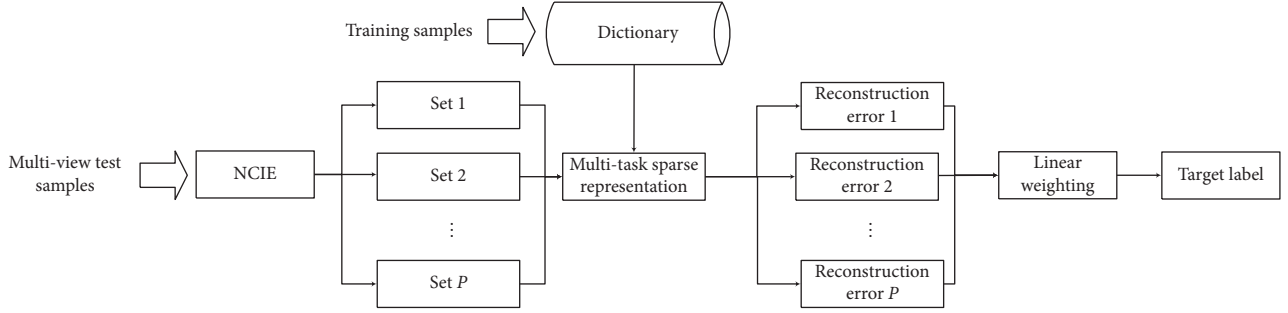 Training samples
Dictionary
Multi-view test
samples
NCIE
Set 1
Set 2
⋮
Set P
Multi-task sparse
representation
Reconstruction
error 1
Reconstruction
error 2
⋮
Reconstruction
error P
Linear
weighting
Target label